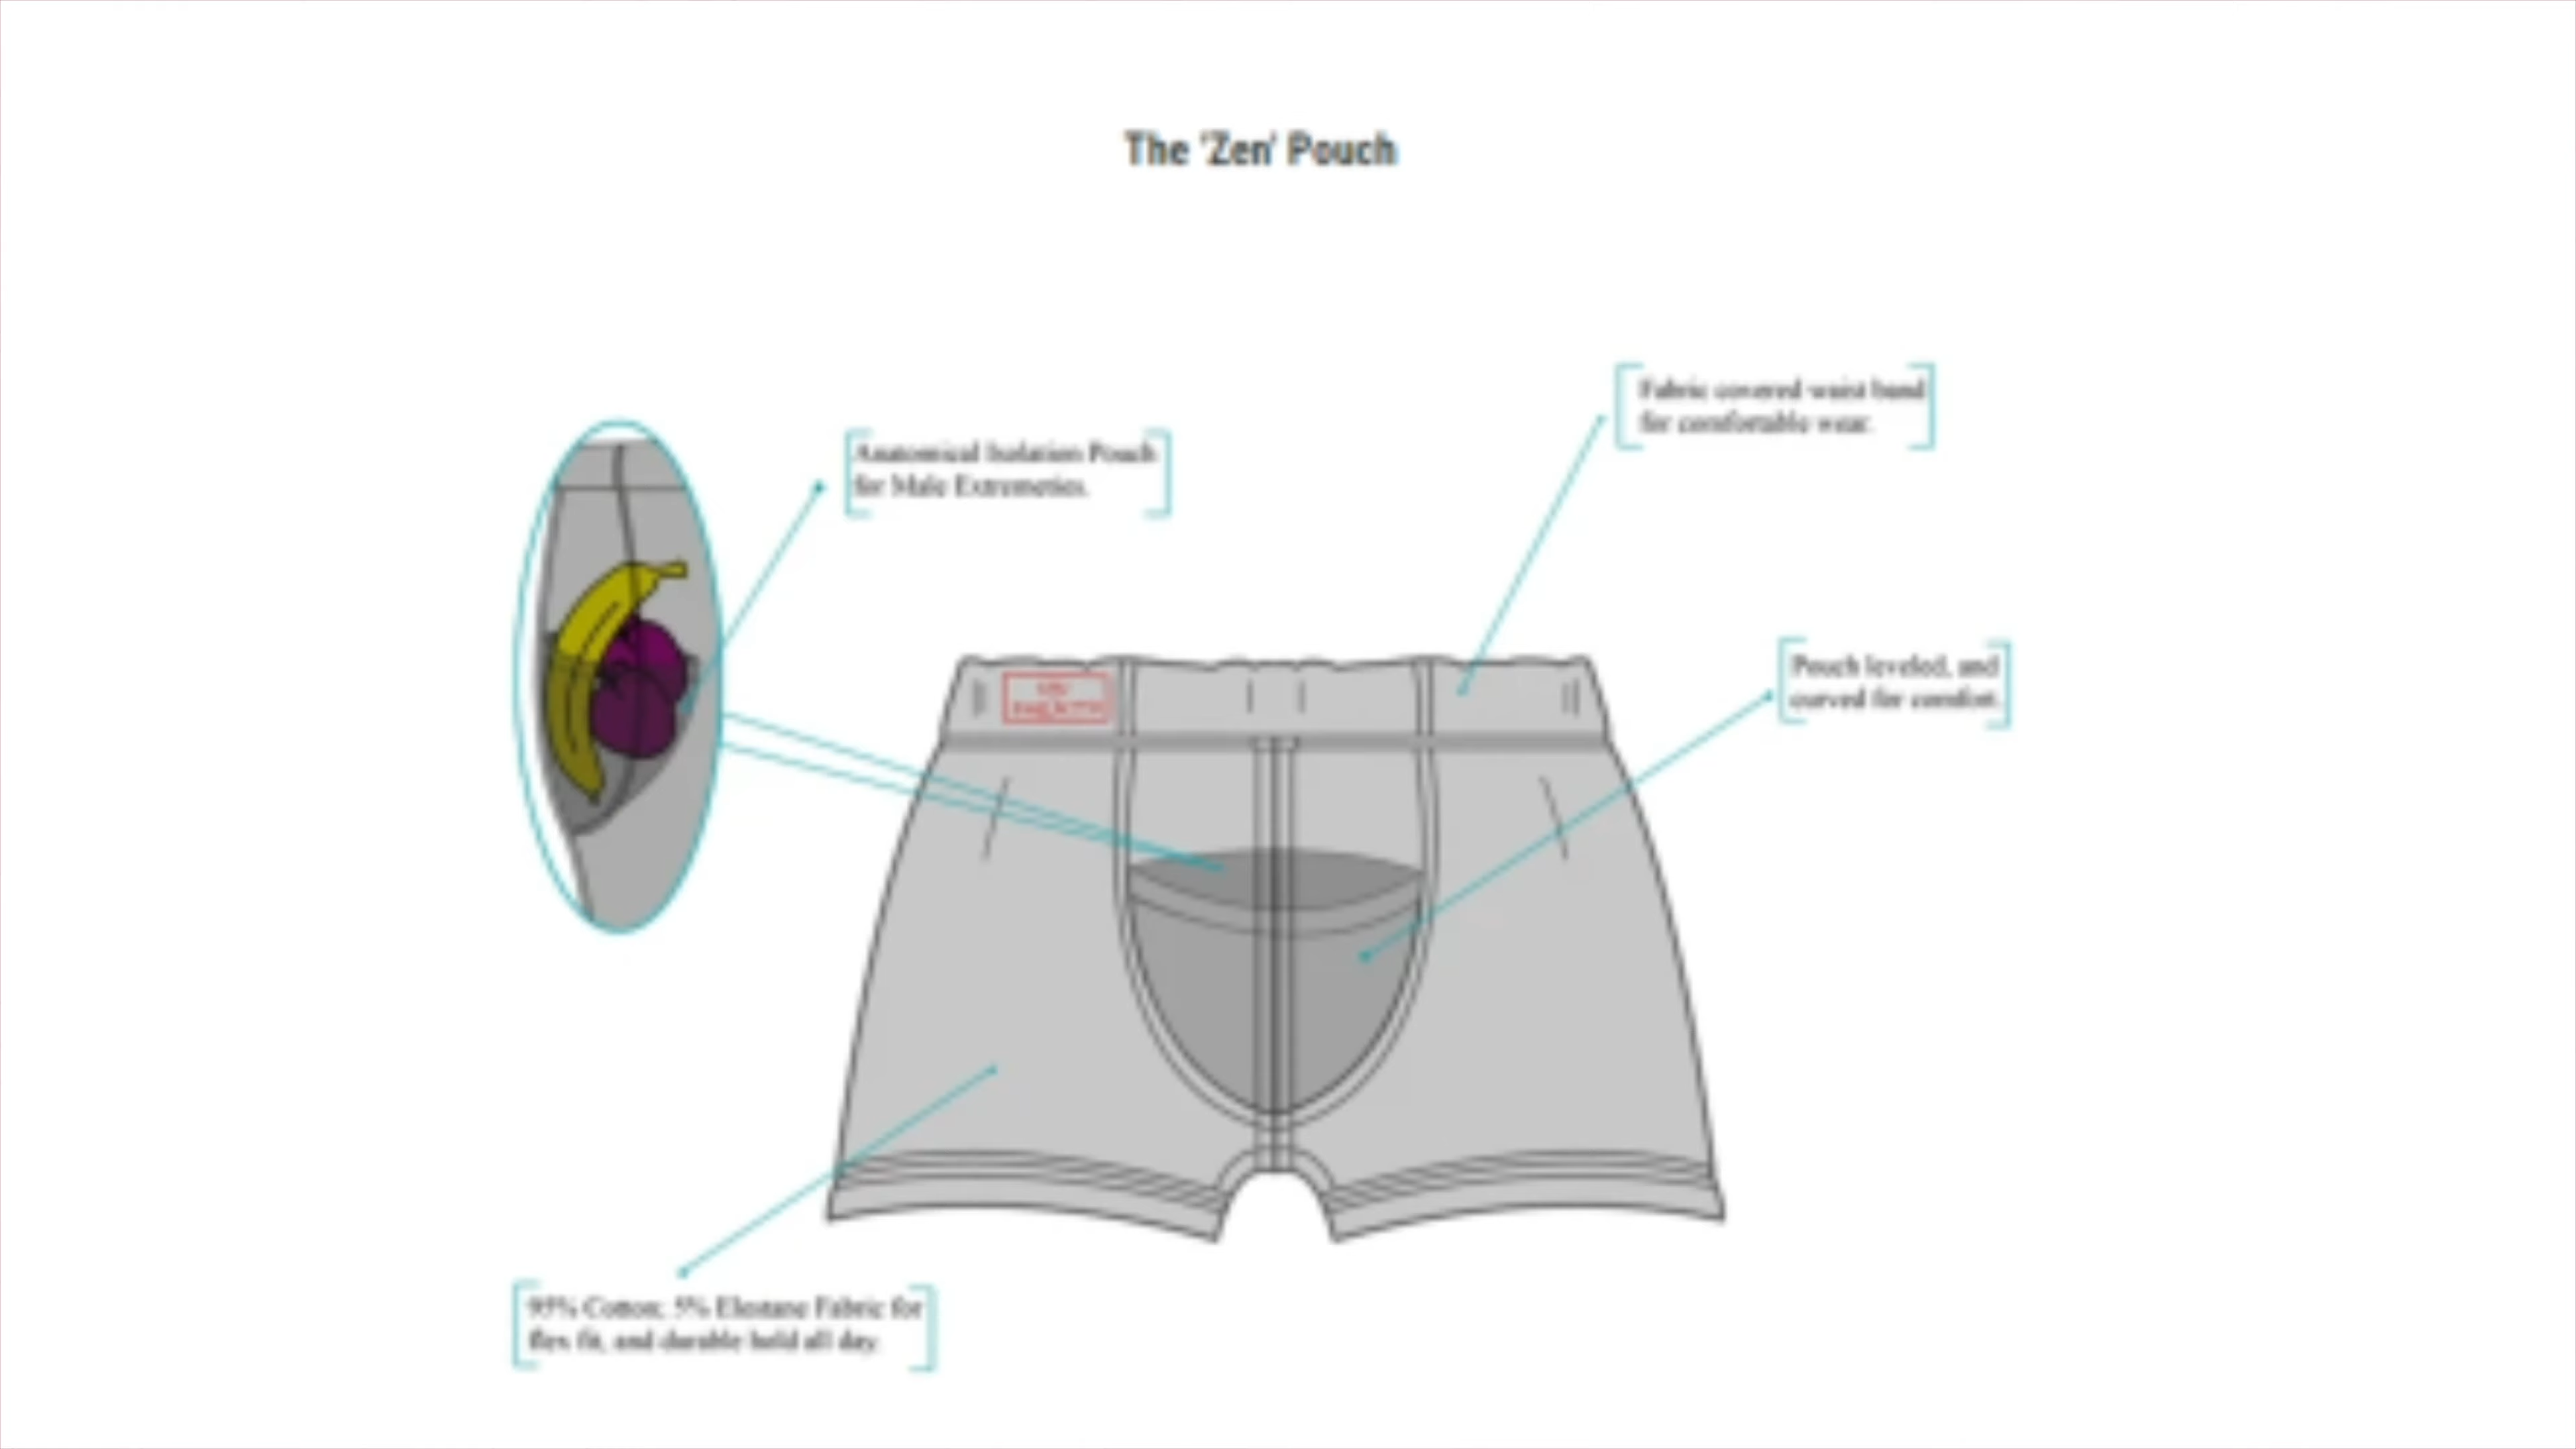 The 'Zen' Pouch
Fabric covered waist band
for comfortable wear.
Anatomical Isolation Pouch
for Male Extremeties.
Pouch leveled, and
curved for comfort.
95% Cotton; 5% Elastane Fabric for
flex fit, and durable hold all day.